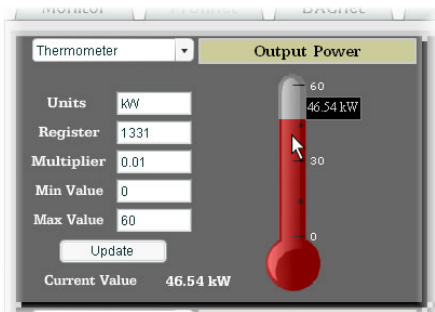 Monitor Profinet BACnet
Thermometer
Output Power
Units kW
Register 1331
Multiplier 0.01
Min Value 0
Max Value 60
Update
Current Value 46.54 kW
60
46.54 kW
30
0